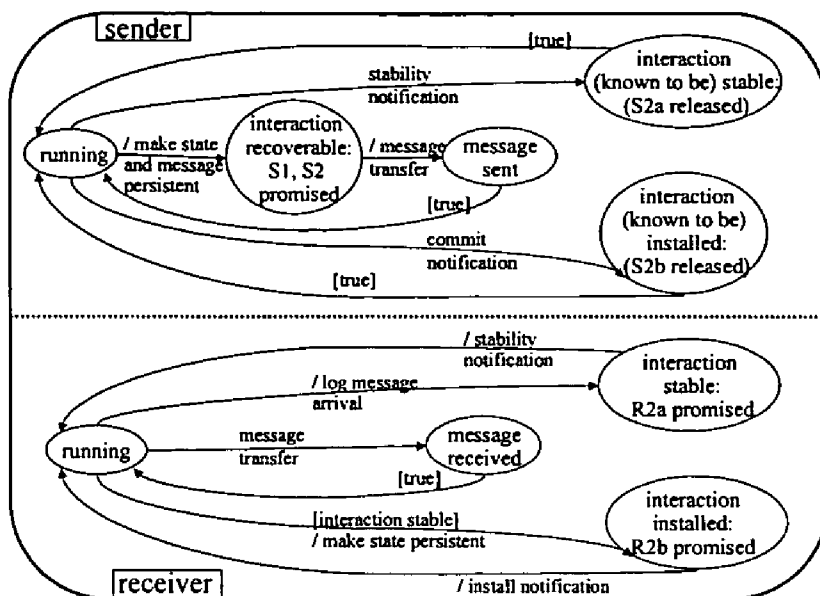 sender
[true]
stability
notification
interaction
(known to be) stable:
(S2a released)
running
/ make state
and message
persistent
interaction
recoverable:
S1, S2
promised
/ message
transfer
message
sent
[true]
commit
notification
interaction
(known to be)
installed:
(S2b released)
[true]
/ stability
notification
/ log message
arrival
interaction
stable:
R2a promised
running
message
transfer
message
received
[true]
[interaction stable]
/ make state persistent
interaction
installed:
R2b promised
/ install notification
receiver